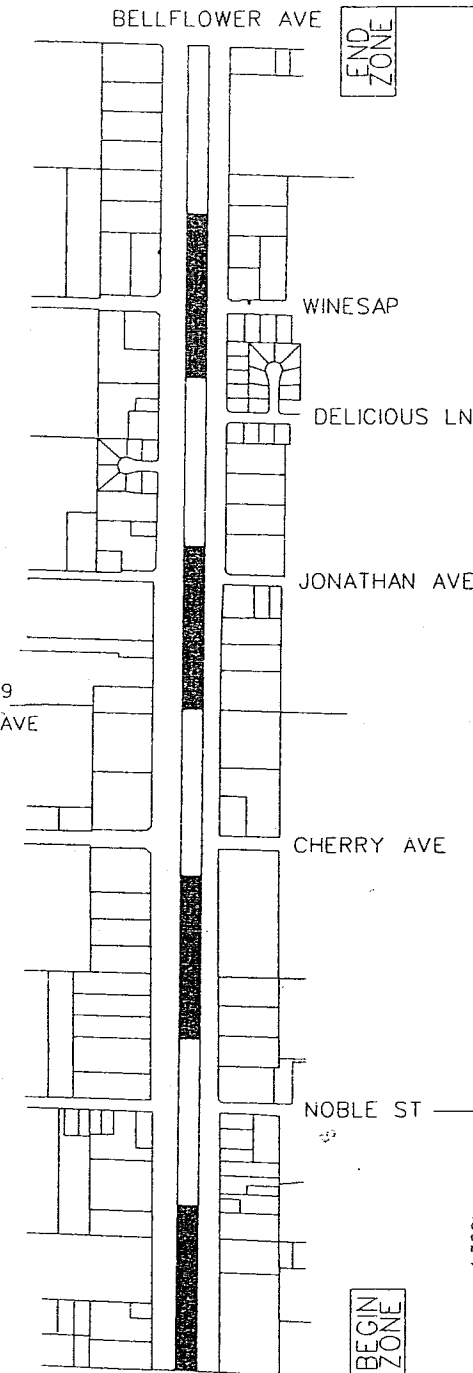 BELLFLOWER AVE
END
ZONE
WINESAP
DELICIOUS LN
JONATHAN AVE
9
AVE
CHERRY AVE
NOBLE ST
BEGIN
ZONE